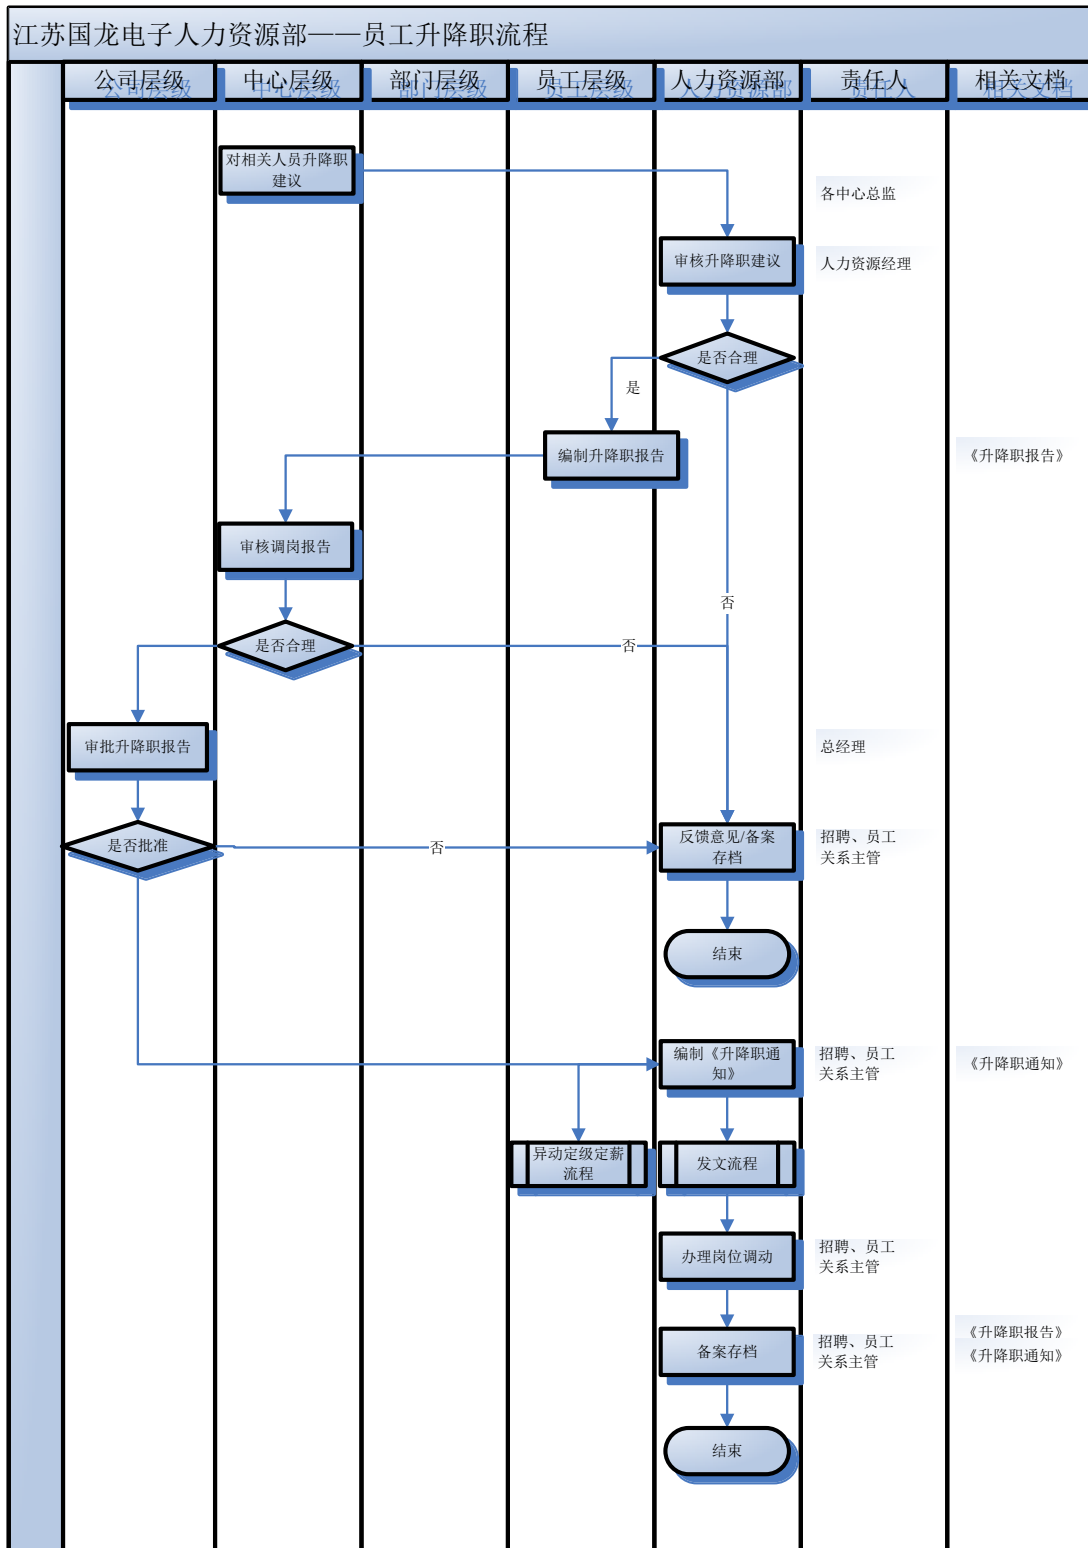 江苏国龙电子人力资源部——员工升降职流程
公司层级 中心层级 部门层级 员工层级 人力资源部 责任人 相关文档
对相关人员升降职
建议
各中心总监
审核升降职建议
人力资源经理
是否合理
是
编制升降职报告
《升降职报告》
审核调岗报告
否
是否合理
否
审批升降职报告
总经理
是否批准
否
反馈意见/备案
存档
招聘、员工
关系主管
结束
编制《升降职通
知》
招聘、员工
关系主管
《升降职通知》
异动定级定薪
流程
发文流程
办理岗位调动
招聘、员工
关系主管
备案存档
招聘、员工
关系主管
《升降职报告》
《升降职通知》
结束